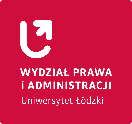 WYDZIAŁ PRAWA
i ADMINISTRACJI
Uniwersytet Łódzki